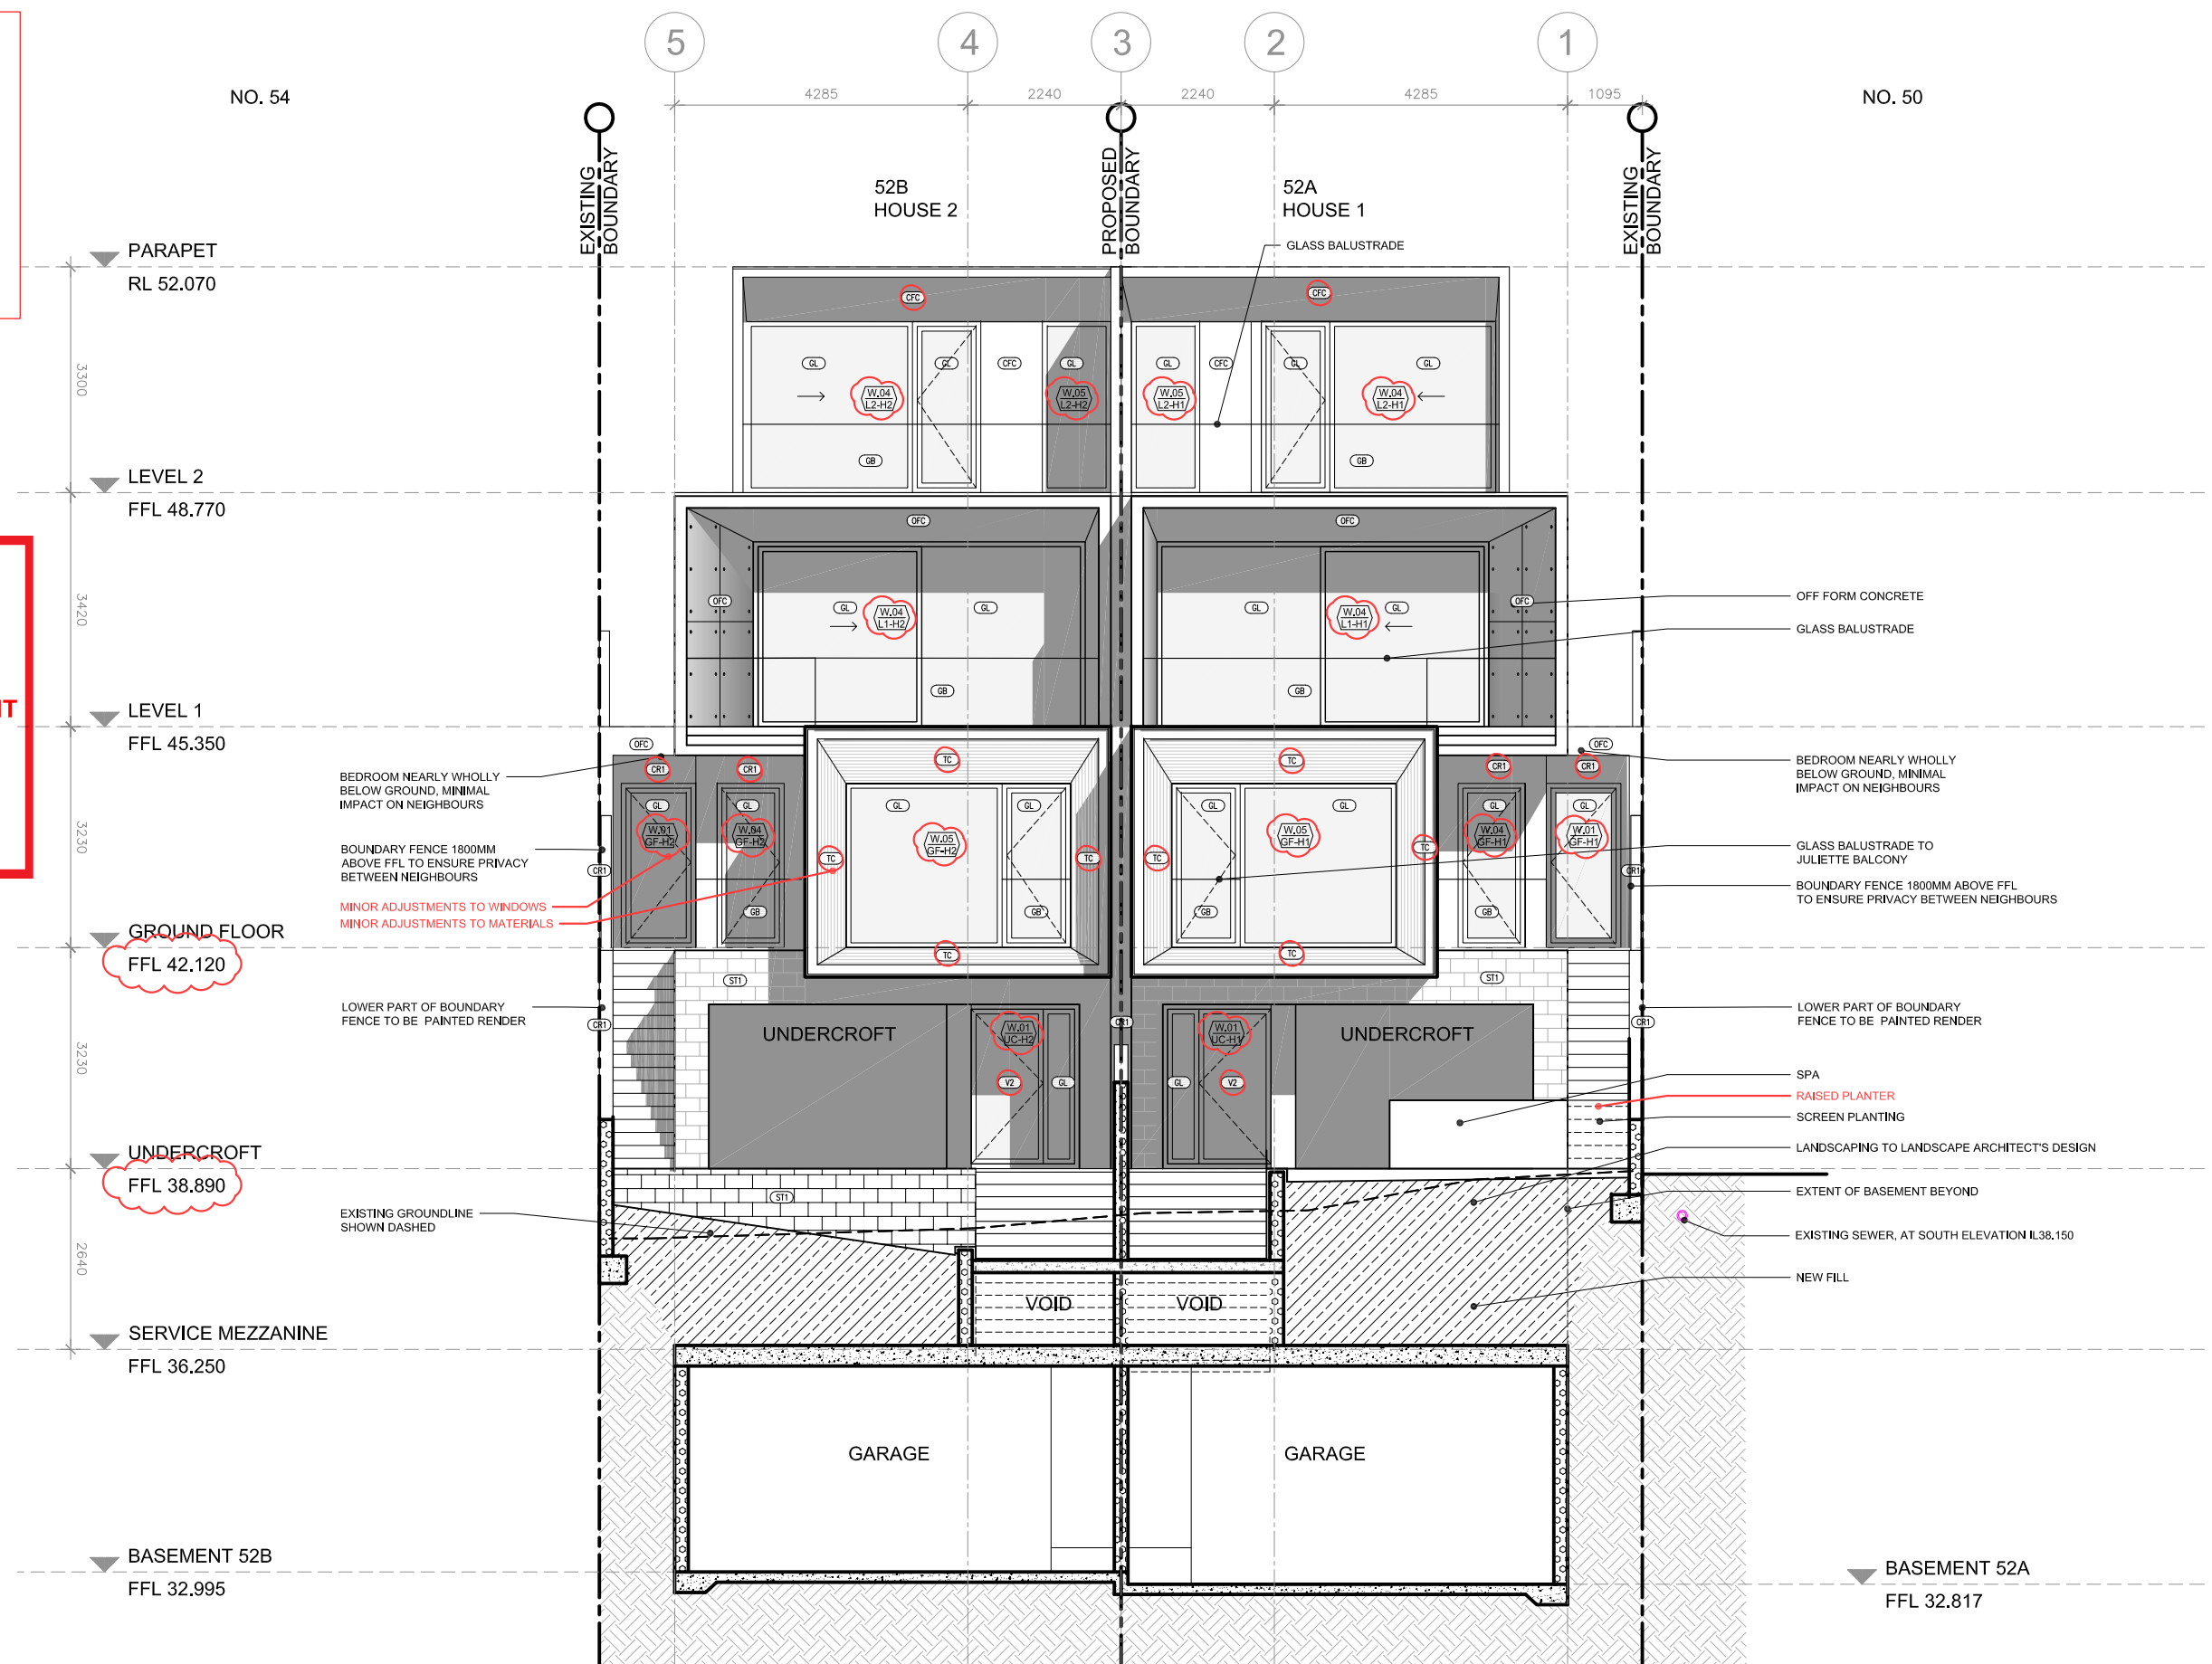 5
4
3
2
1
4285
2240
2240
4285
1095
NO. 54
NO. 50
EXISTING
BOUNDARY
PROPOSED
BOUNDARY
EXISTING
BOUNDARY
52B
HOUSE 2
52A
HOUSE 1
GLASS BALUSTRADE
PARAPET
RL 52.070
CFC
CFC
3300
GL
GL
CFC
GL
GL
CFC
GL
GL
W.04
L2-H2
W.05
L2-H2
W.05
L2-H1
W.04
L2-H1
GB
GB
LEVEL 2
FFL 48.770
OFC
OFC
3420
OFC
GL
W.04
L1-H2
GL
GL
W.04
L1-H1
GL
OFC
OFF FORM CONCRETE
GLASS BALUSTRADE
GB
GB
LEVEL 1
FFL 45.350
OFC
OFC
BEDROOM NEARLY WHOLLY
BELOW GROUND, MINIMAL
IMPACT ON NEIGHBOURS
CR1
CR1
TC
TC
CR1
CR1
BEDROOM NEARLY WHOLLY
BELOW GROUND, MINIMAL
IMPACT ON NEIGHBOURS
3230
GL
GL
GL
GL
GL
GL
GL
GL
W.01
GF-H2
W.04
GF-H2
W.05
GF-H2
W.05
GF-H1
W.04
GF-H1
W.01
GF-H1
BOUNDARY FENCE 1800MM
ABOVE FFL TO ENSURE PRIVACY
BETWEEN NEIGHBOURS
CR1
TC
TC
TC
TC
CR1
GLASS BALUSTRADE TO
JULIETTE BALCONY
BOUNDARY FENCE 1800MM ABOVE FFL
TO ENSURE PRIVACY BETWEEN NEIGHBOURS
MINOR ADJUSTMENTS TO WINDOWS
MINOR ADJUSTMENTS TO MATERIALS
GB
GB
GB
GB
GROUND FLOOR
FFL 42.120
TC
TC
ST1
ST1
LOWER PART OF BOUNDARY
FENCE TO BE PAINTED RENDER
CR1
UNDERCROFT
W.01
UC-H2
CR1
W.01
UC-H1
UNDERCROFT
CR1
LOWER PART OF BOUNDARY
FENCE TO BE PAINTED RENDER
3230
V2
GL
GL
V2
SPA
RAISED PLANTER
SCREEN PLANTING
LANDSCAPING TO LANDSCAPE ARCHITECT'S DESIGN
UNDERCROFT
FFL 38.890
ST1
EXTENT OF BASEMENT BEYOND
EXISTING GROUNDLINE
SHOWN DASHED
EXISTING SEWER, AT SOUTH ELEVATION IL38.150
2640
NEW FILL
VOID
VOID
SERVICE MEZZANINE
FFL 36.250
GARAGE
GARAGE
BASEMENT 52B
FFL 32.995
BASEMENT 52A
FFL 32.817